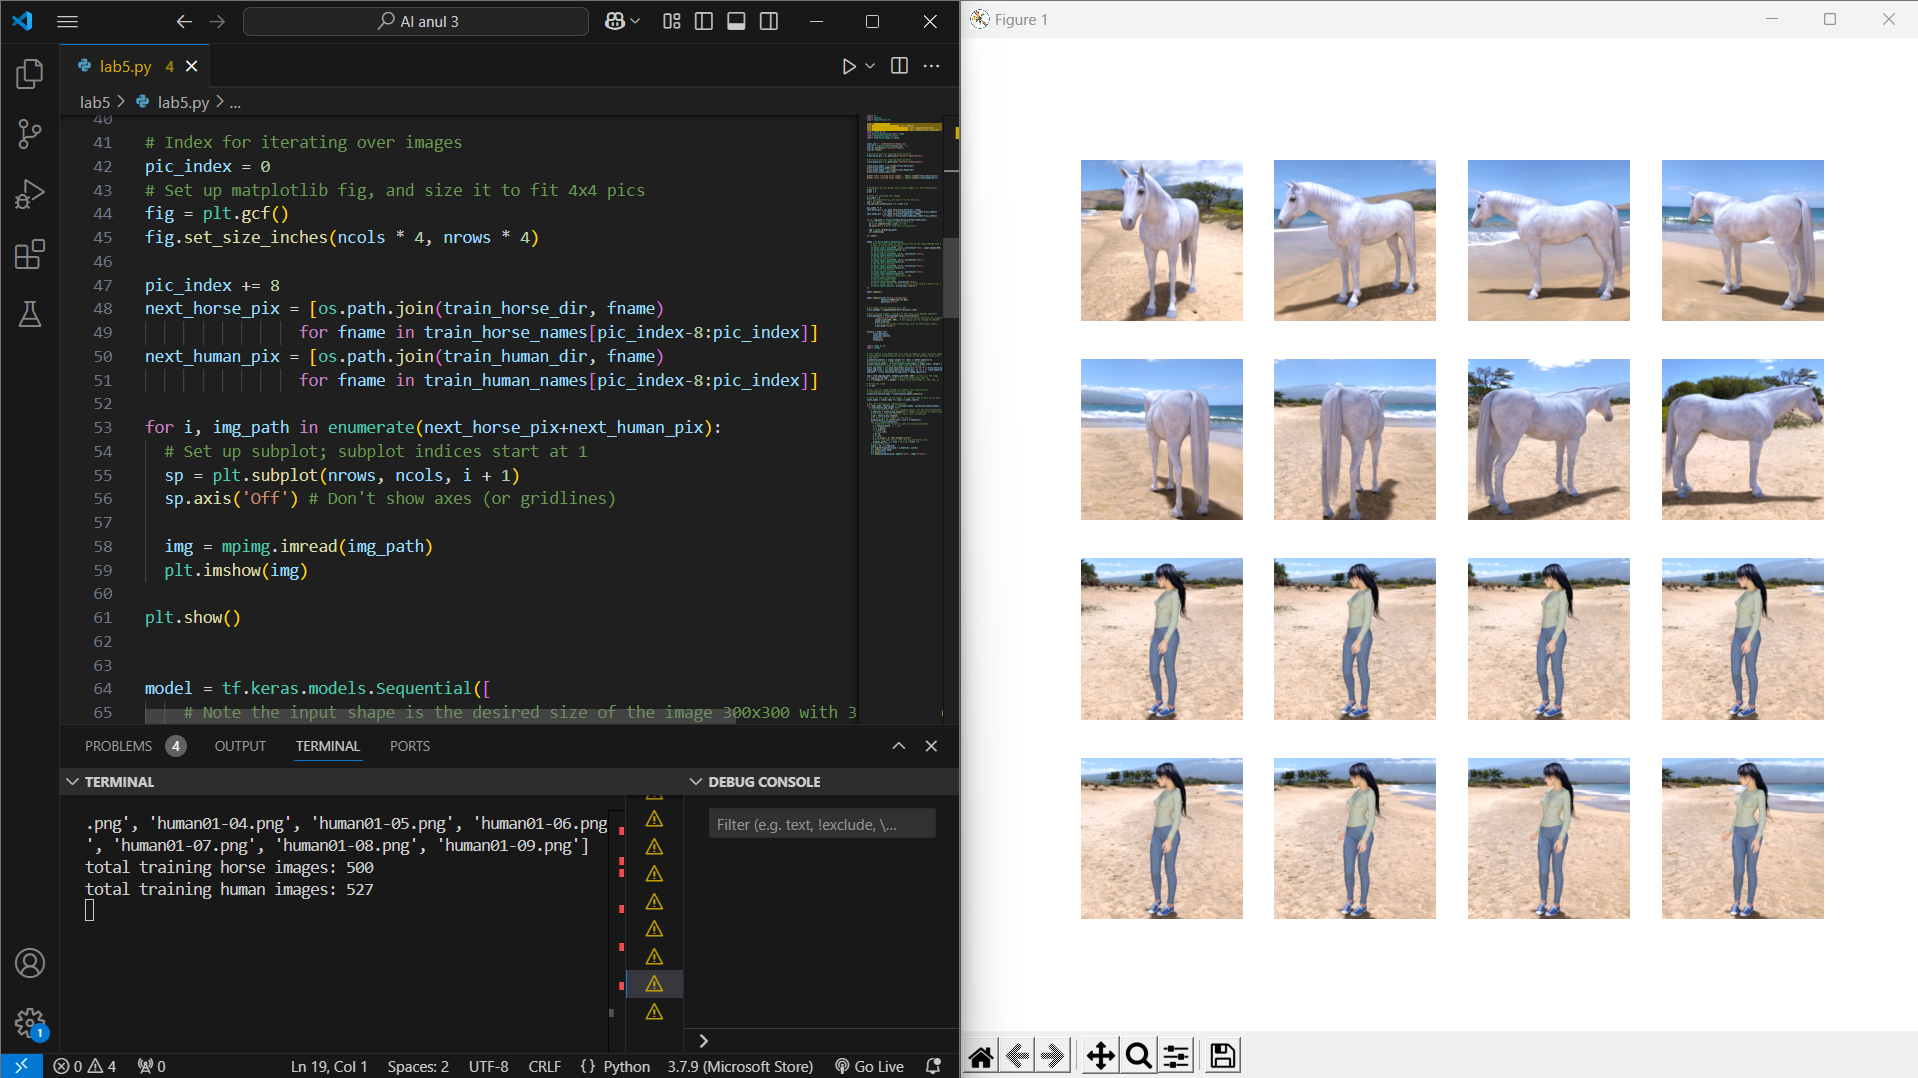 AI anul 3
Figure 1
lab5.py 4
lab5 > lab5.py > ...
40
41 # Index for iterating over images
42 pic_index = 0
43 # Set up matplotlib fig, and size it to fit 4x4 pics
44 fig = plt.gcf()
45 fig.set_size_inches(ncols * 4, nrows * 4)
46
47 pic_index += 8
48 next_horse_pix = [os.path.join(train_horse_dir, fname)
49 for fname in train_horse_names[pic_index-8:pic_index]]
50 next_human_pix = [os.path.join(train_human_dir, fname)
51 for fname in train_human_names[pic_index-8:pic_index]]
52
53 for i, img_path in enumerate(next_horse_pix+next_human_pix):
54 # Set up subplot; subplot indices start at 1
55 sp = plt.subplot(nrows, ncols, i + 1)
56 sp.axis('Off') # Don't show axes (or gridlines)
57
58 img = mpimg.imread(img_path)
59 plt.imshow(img)
60
61 plt.show()
62
63
64 model = tf.keras.models.Sequential([
65 # Note the input shape is the desired size of the image 300x300 with 3
PROBLEMS 4 OUTPUT TERMINAL PORTS
TERMINAL
.png', 'human01-04.png', 'human01-05.png', 'human01-06.png
', 'human01-07.png', 'human01-08.png', 'human01-09.png']
total training horse images: 500
total training human images: 527
DEBUG CONSOLE
Filter (e.g. text, !exclude, \...
1
0 4 0 Ln 19, Col 1 Spaces: 2 UTF-8 CRLF {} Python 3.7.9 (Microsoft Store) Go Live